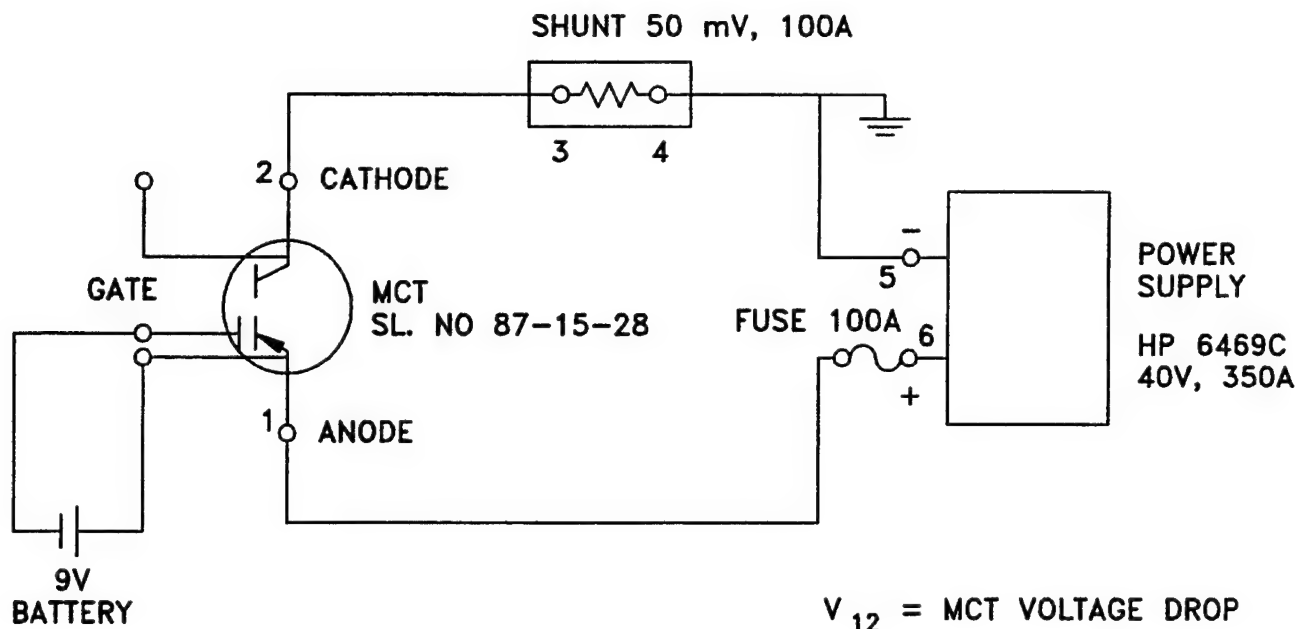 SHUNT 50 mV, 100A
3 4
2 CATHODE
GATE
MCT
SL. NO 87-15-28
1 ANODE
9V
BATTERY
FUSE 100A
-
5
6
+
POWER
SUPPLY
HP 6469C
40V, 350A
V 12 = MCT VOLTAGE DROP